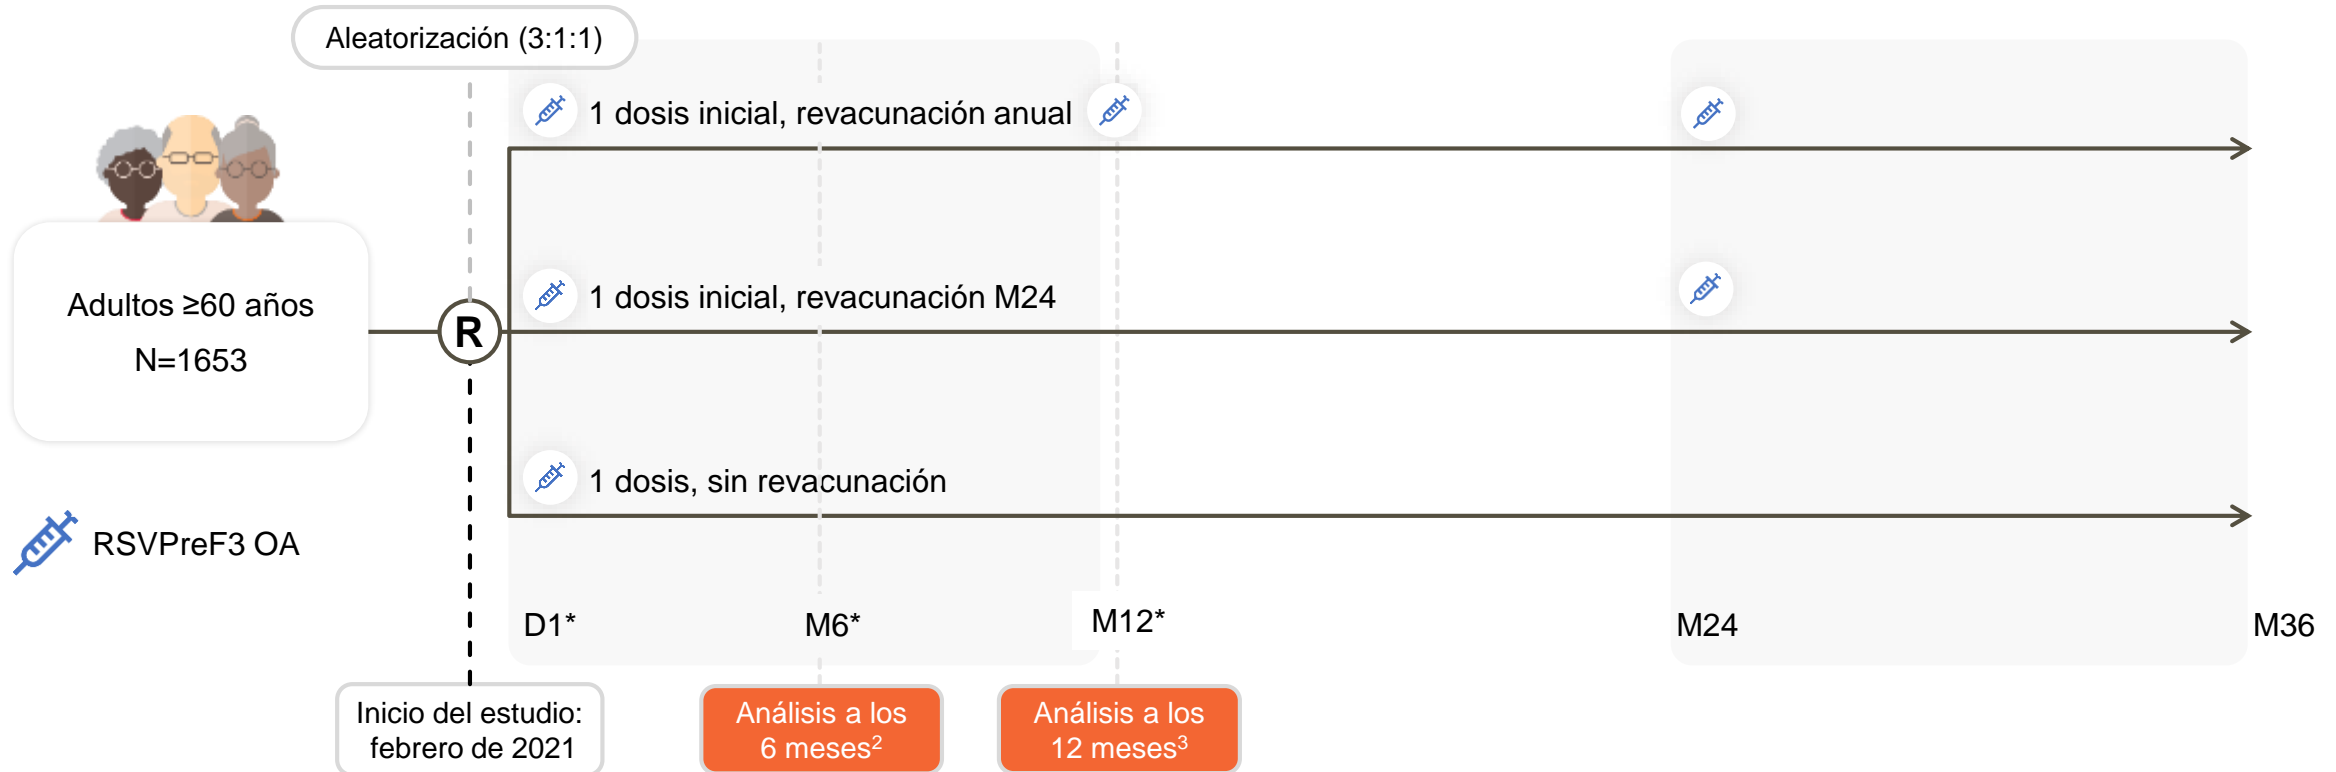 Aleatorización (3:1:1)
1 dosis inicial, revacunación anual
Adultos ≥60 años
N=1653
R
1 dosis inicial, revacunación M24
1 dosis, sin revacunación
RSVPreF3 OA
D1*
M6*
M12*
M24
M36
Inicio del estudio:
febrero de 2021
Análisis a los
6 meses²
Análisis a los
12 meses³